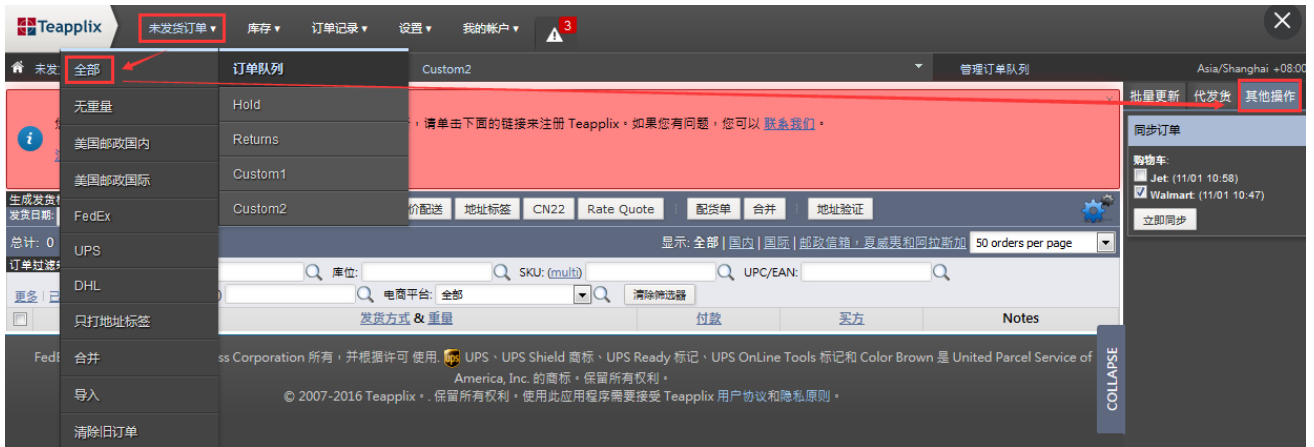 Teapplix
未发货订单 ▾ 库存 ▾ 订单记录 ▾ 设置 ▾ 我的帐户 ▾ 3
未发 Custom2 管理订单队列 Asia/Shanghai +08:00
全部
无重量
美国邮政国内
美国邮政国际
FedEx
UPS
DHL
只打地址标签
合并
导入
清除旧订单
订单队列
Hold
Returns
Custom1
Custom2
，请单击下面的链接来注册 Teapplix。如果您有问题，您可以 联系我们。
批量更新 代发货 其他操作
同步订单
购物车:
Jet: (11/01 10:58)
Walmart: (11/01 10:47)
立即同步
生成发货
发货日期: 价配送 地址标签 CN22 Rate Quote 配货单 合并 地址验证
总计: 0 显示: 全部 | 国内 | 国际 | 邮政信箱，夏威夷和阿拉斯加 50 orders per page
订单过滤
库位: SKU: (multi) UPC/EAN:
更多 | 已 电商平台: 全部 清除筛选器
发货方式 & 重量 付款 买方 Notes
COLLAPSE
FedE ss Corporation 所有，并根据许可 使用. UPS、UPS Shield 商标、UPS Ready 标记、UPS OnLine Tools 标记和 Color Brown 是 United Parcel Service of
America, Inc. 的商标。保留所有权利。
© 2007-2016 Teapplix。. 保留所有权利。使用此应用程序需要接受 Teapplix 用户协议和隐私原则。